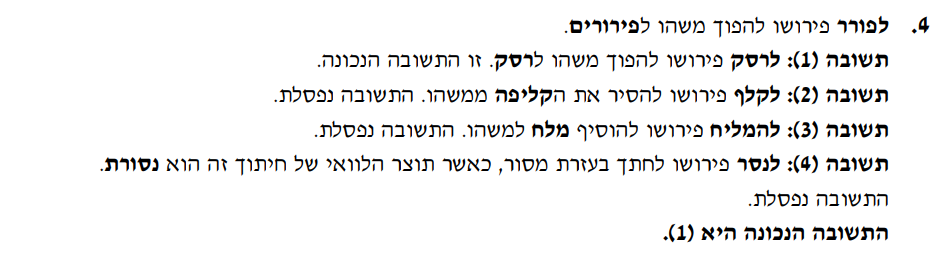 4. לפורר פירושו להפוך משהו לפירורים.
תשובה (1): לרסק פירושו להפוך משהו לרסק. זו התשובה הנכונה.
תשובה (2): לקלף פירושו להסיר את הקליפה ממשהו. התשובה נפסלת.
תשובה (3): להמליח פירושו להוסיף מלח למשהו. התשובה נפסלת.
תשובה (4): לנסר פירושו לחתך בעזרת מסור, כאשר תוצר הלוואי של חיתוך זה הוא נסורת.
התשובה נפסלת.
התשובה הנכונה היא (1).